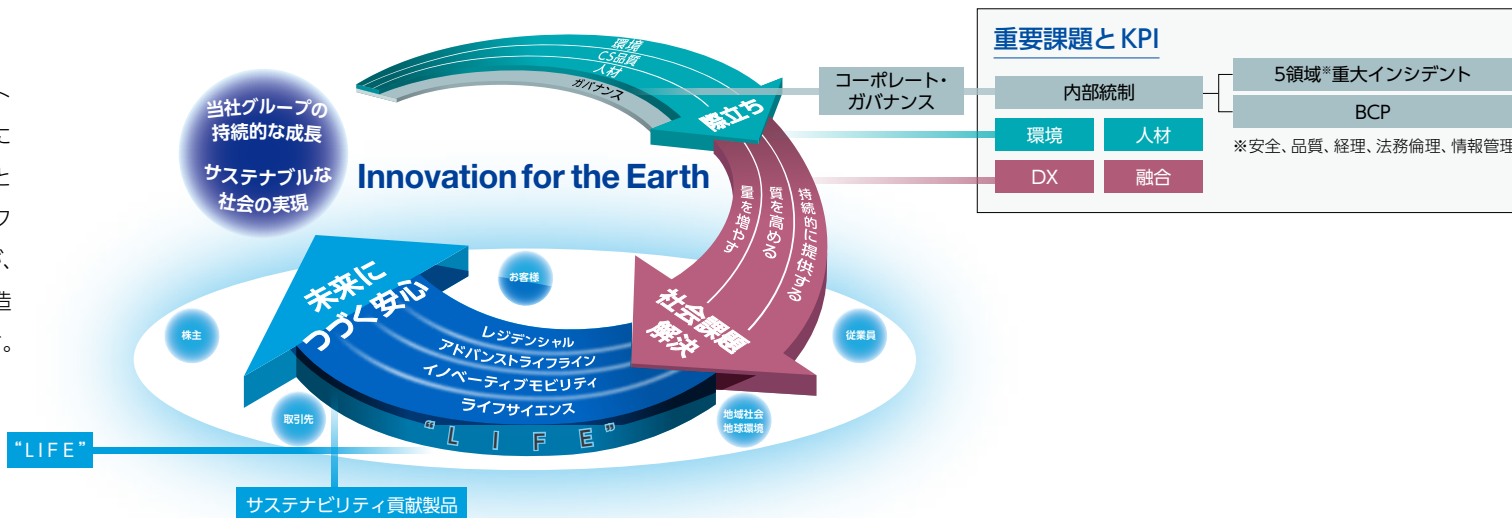 ト
に
と
フ
造
。
当社グループの
持続的な成長
サステナブルな
社会の実現
Innovation for the Earth
環境
CS品質
人材
ガバナンス
際立ち
持続的に提供する
質を高める
量を増やす
社会課題
解決
未来に
つづく安心
レジデンシャル
アドバンストライフライン
イノベーティブモビリティ
ライフサイエンス
“LIFE”
お客様
株主
従業員
取引先
地域社会
地球環境
“LIFE”
サステナビリティ貢献製品
コーポレート・
ガバナンス
重要課題とKPI
内部統制
5領域※重大インシデント
BCP
※安全、品質、経理、法務倫理、情報管理
環境
人材
DX
融合